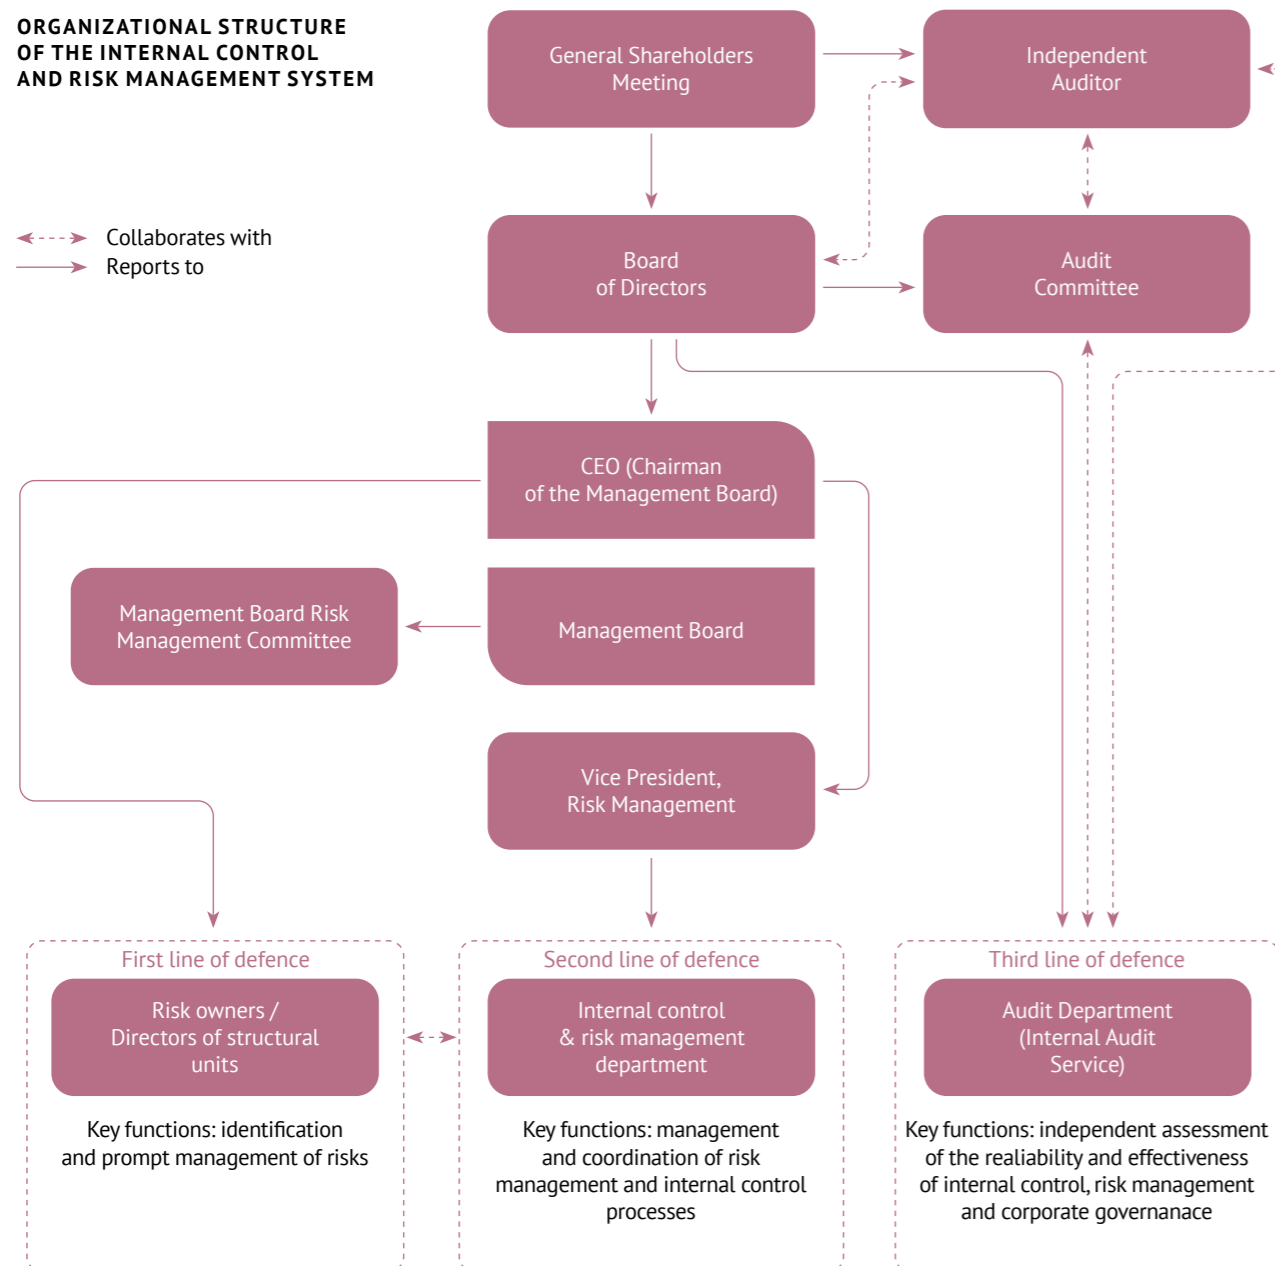 ORGANIZATIONAL STRUCTURE
OF THE INTERNAL CONTROL
AND RISK MANAGEMENT SYSTEM
General Shareholders
Meeting
Independent
Auditor
Collaborates with
Reports to
Board
of Directors
Audit
Committee
CEO (Chairman
of the Management Board)
Management Board Risk
Management Committee
Management Board
Vice President,
Risk Management
First line of defence
Risk owners /
Directors of structural
units
Key functions: identification
and prompt management of risks
Second line of defence
Internal control
& risk management
department
Key functions: management
and coordination of risk
management and internal control
processes
Third line of defence
Audit Department
(Internal Audit
Service)
Key functions: independent assessment
of the realiability and effectiveness
of internal control, risk management
and corporate governanace